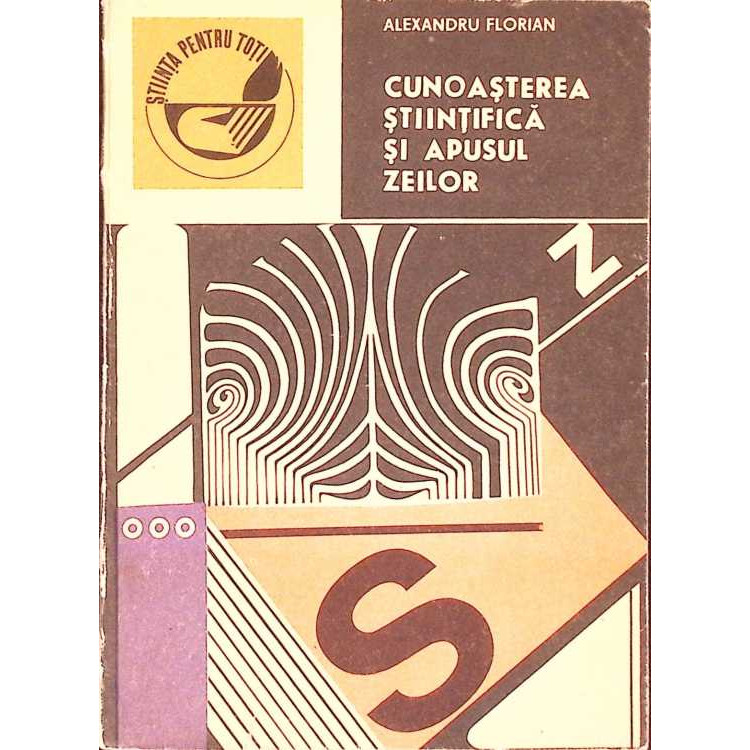 ALEXANDRU FLORIAN
ȘTIINȚA PENTRU TOȚI
CUNOAȘTEREA
ȘTIINȚIFICĂ
ȘI APUSUL
ZEILOR
Z
S